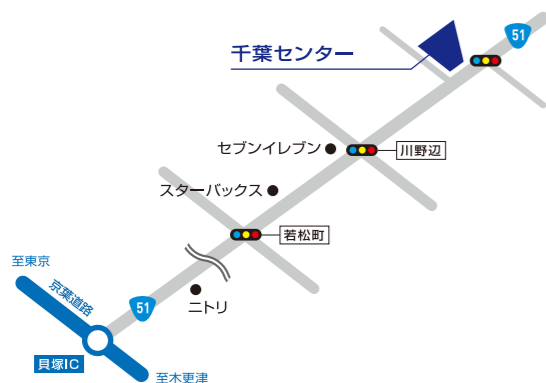 51
千葉センター
セブンイレブン
川野辺
スターバックス
若松町
至東京
京葉道路
ニトリ
51
貝塚IC
至木更津